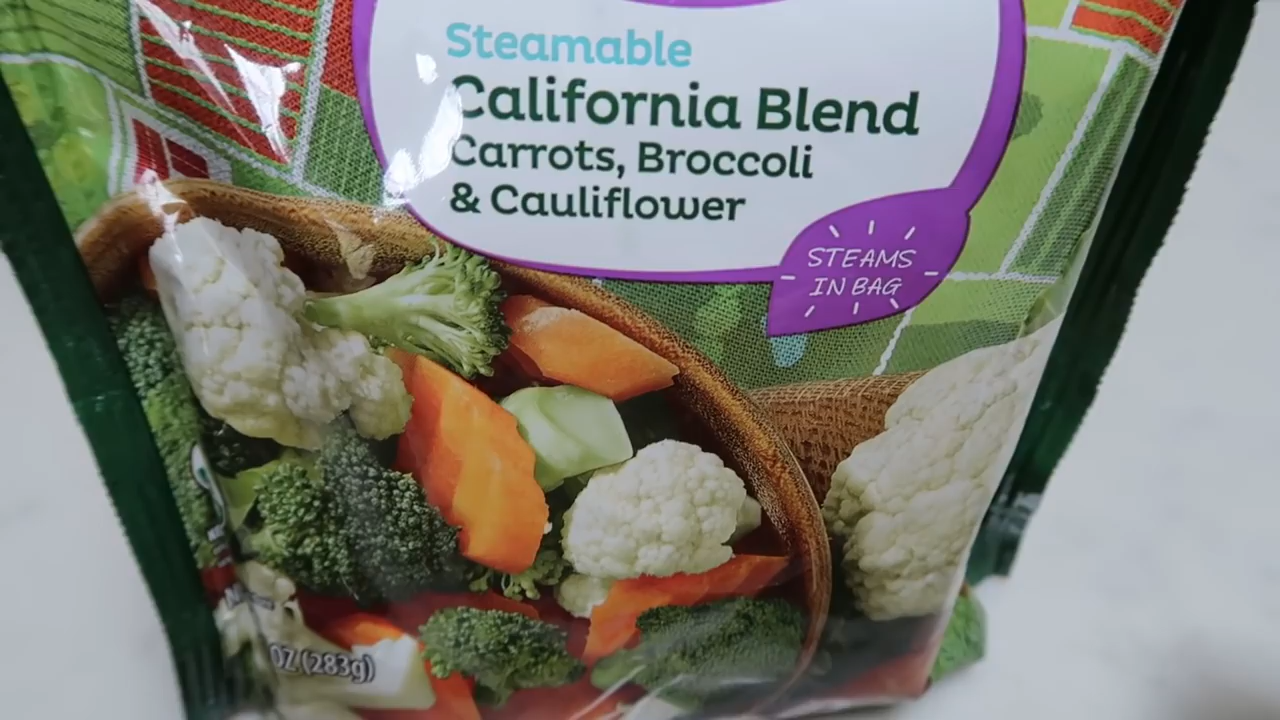 Steamable
California Blend
Carrots, Broccoli
& Cauliflower
STEAMS
IN BAG
OZ (283g)